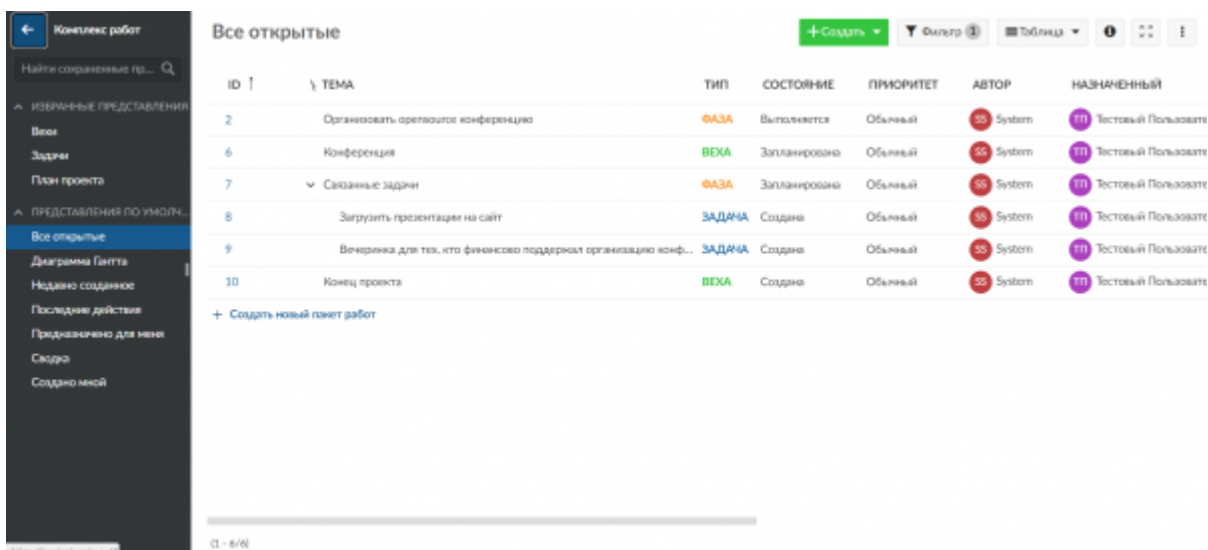 Комплекс работ
Найти сохраненные пр...
ИЗБРАННЫЕ ПРЕДСТАВЛЕНИЯ
Вехи
Задачи
План проекта
ПРЕДСТАВЛЕНИЯ ПО УМОЛЧ...
Все открытые
Диаграмма Гантта
Недавно созданное
Последние действия
Предназначено для меня
Сводка
Создано мной
Все открытые
+ Создать Фильтр 1 Таблица
ID ТЕМА ТИП СОСТОЯНИЕ ПРИОРИТЕТ АВТОР НАЗНАЧЕННЫЙ
2 Организовать opensource конференцию ФАЗА Выполняется Обычный SS System ТП Тестовый Пользовате
6 Конференция ВЕХА Запланирована Обычный SS System ТП Тестовый Пользовате
7 Связанные задачи ФАЗА Запланирована Обычный SS System ТП Тестовый Пользовате
8 Загрузить презентации на сайт ЗАДАЧА Создана Обычный SS System ТП Тестовый Пользовате
9 Вечеринка для тех, кто финансово поддержал организацию конф... ЗАДАЧА Создана Обычный SS System ТП Тестовый Пользовате
10 Конец проекта ВЕХА Создана Обычный SS System ТП Тестовый Пользовате
+ Создать новый пакет работ
(1 - 6/6)